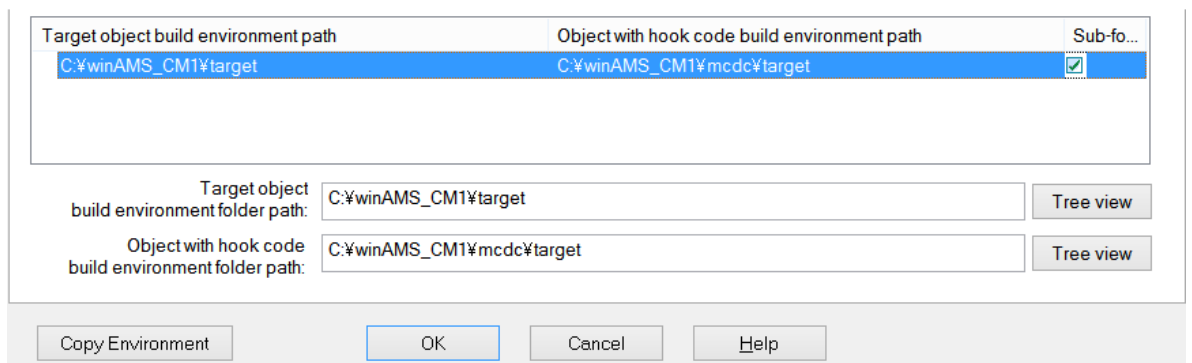 Target object build environment path Object with hook code build environment path Sub-fo...
C:¥winAMS_CM1¥target C:¥winAMS_CM1¥mcdc¥target
Target object
build environment folder path:
C:¥winAMS_CM1¥target
Tree view
Object with hook code
build environment folder path:
C:¥winAMS_CM1¥mcdc¥target
Tree view
Copy Environment OK Cancel Help